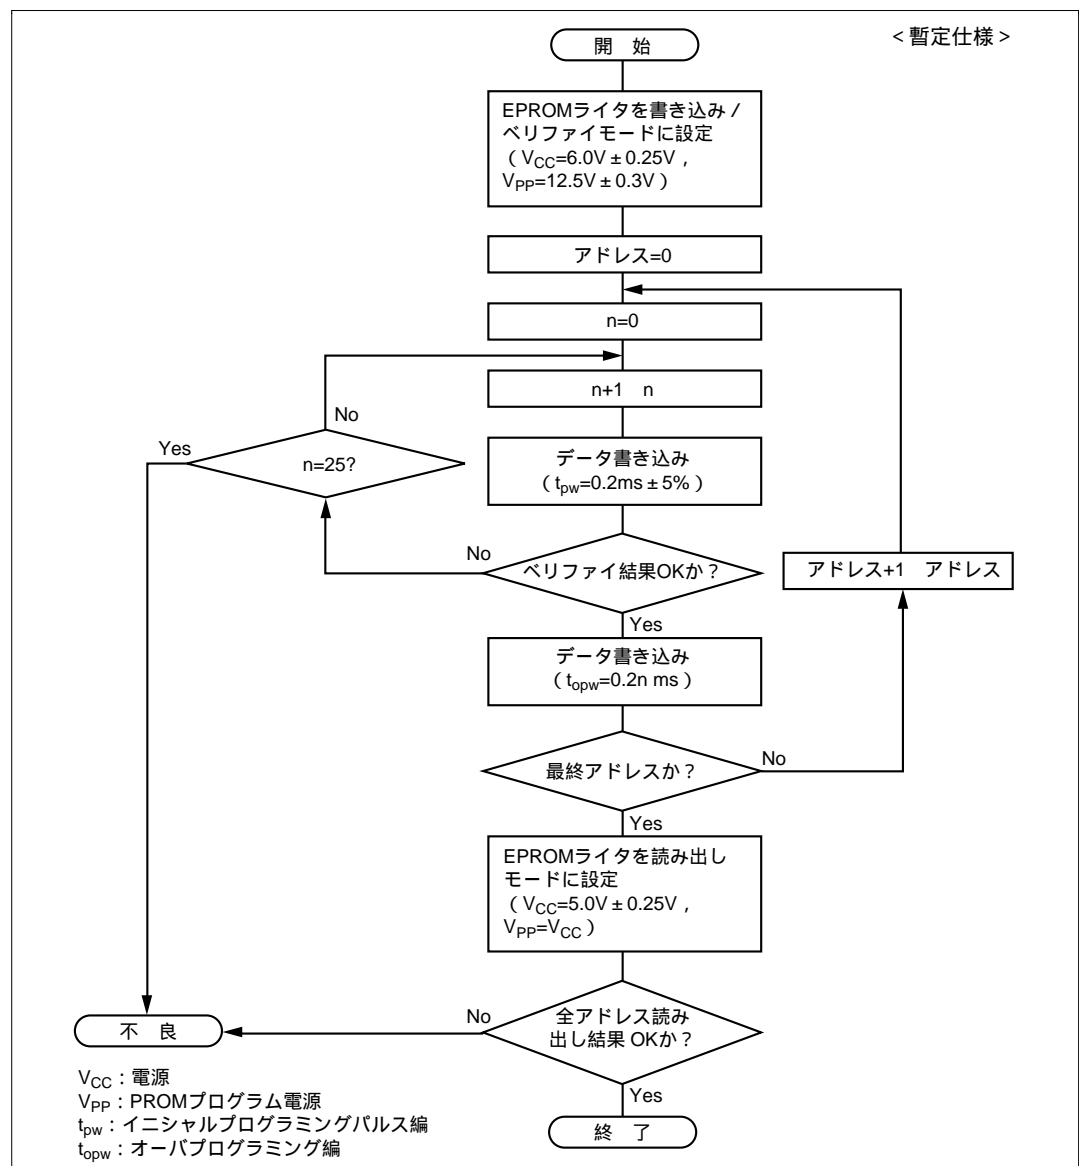 <暫定仕様>
開 始
EPROMライタを書き込み/
ベリファイモードに設定
(VCC=6.0V±0.25V,
VPP=12.5V±0.3V)
アドレス=0
n=0
n+1 n
No
Yes
n=25?
データ書き込み
(tpw=0.2ms±5%)
No
ベリファイ結果OKか?
アドレス+1 アドレス
Yes
データ書き込み
(topw=0.2n ms)
最終アドレスか?
No
Yes
EPROMライタを読み出し
モードに設定
(VCC=5.0V±0.25V,
VPP=VCC)
不 良
No
全アドレス読み
出し結果 OKか?
Yes
終 了
VCC:電源
VPP:PROMプログラム電源
tpw:イニシャルプログラミングパルス編
topw:オーバプログラミング編